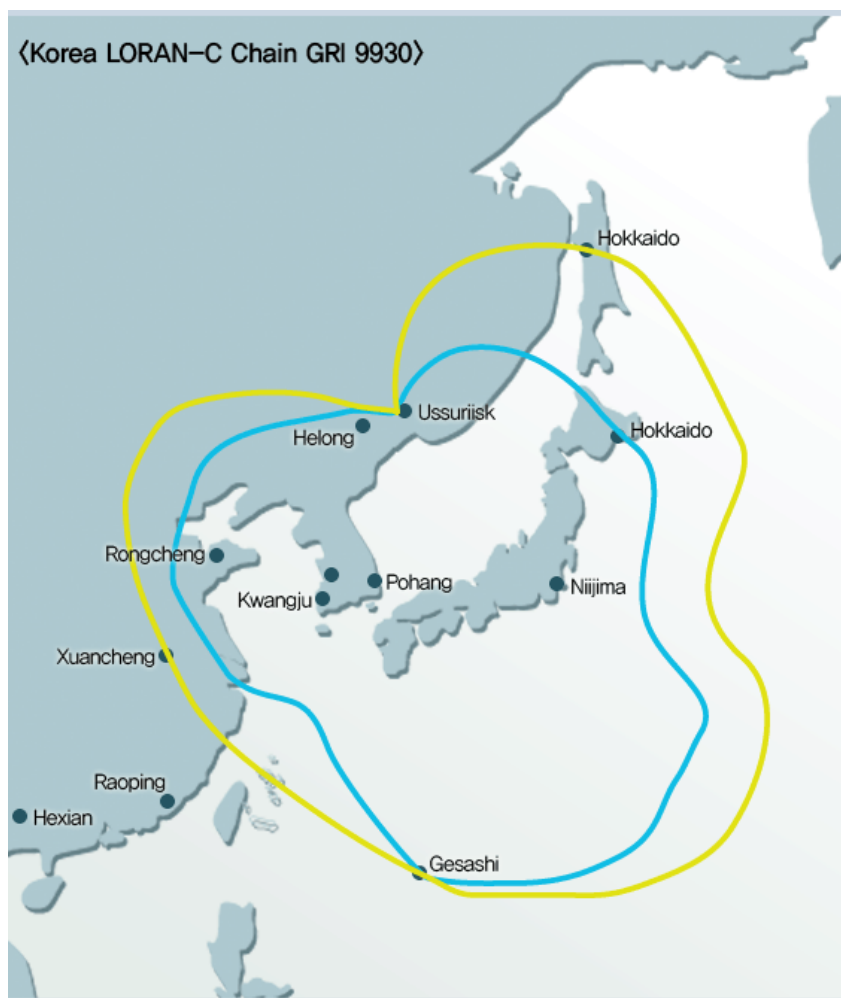 〈Korea LORAN-C Chain GRI 9930〉
Hokkaido
Ussuriisk
Helong
Hokkaido
Rongcheng
Pohang
Niijima
Kwangju
Xuancheng
Raoping
Hexian
Gesashi